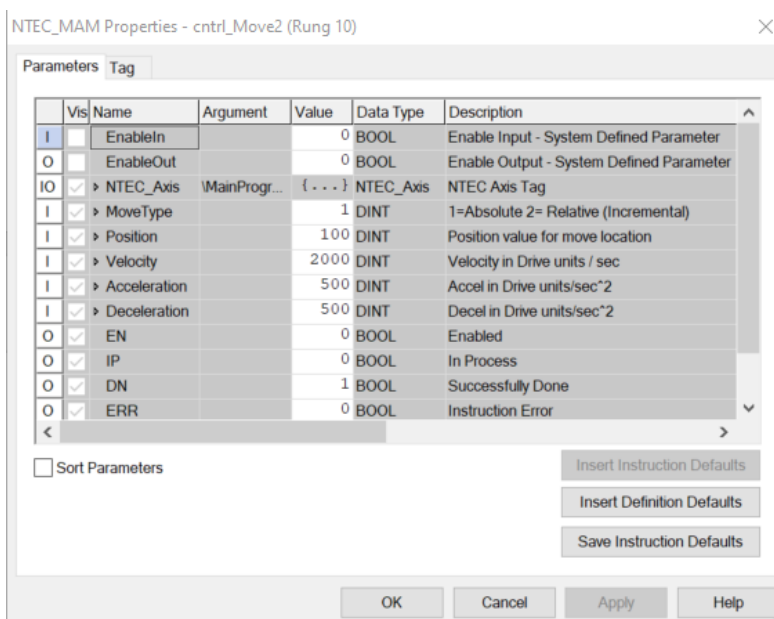 NTEC_MAM Properties - cntrl_Move2 (Rung 10)
Parameters Tag
Vis Name Argument Value Data Type Description
I EnableIn 0 BOOL Enable Input - System Defined Parameter
O EnableOut 0 BOOL Enable Output - System Defined Parameter
IO NTEC_Axis \MainProgr... {...} NTEC_Axis NTEC Axis Tag
I MoveType 1 DINT 1=Absolute 2= Relative (Incremental)
I Position 100 DINT Position value for move location
I Velocity 2000 DINT Velocity in Drive units / sec
I Acceleration 500 DINT Accel in Drive units/sec^2
I Deceleration 500 DINT Decel in Drive units/sec^2
O EN 0 BOOL Enabled
O IP 0 BOOL In Process
O DN 1 BOOL Successfully Done
O ERR 0 BOOL Instruction Error
Sort Parameters
Insert Instruction Defaults
Insert Definition Defaults
Save Instruction Defaults
OK Cancel Apply Help